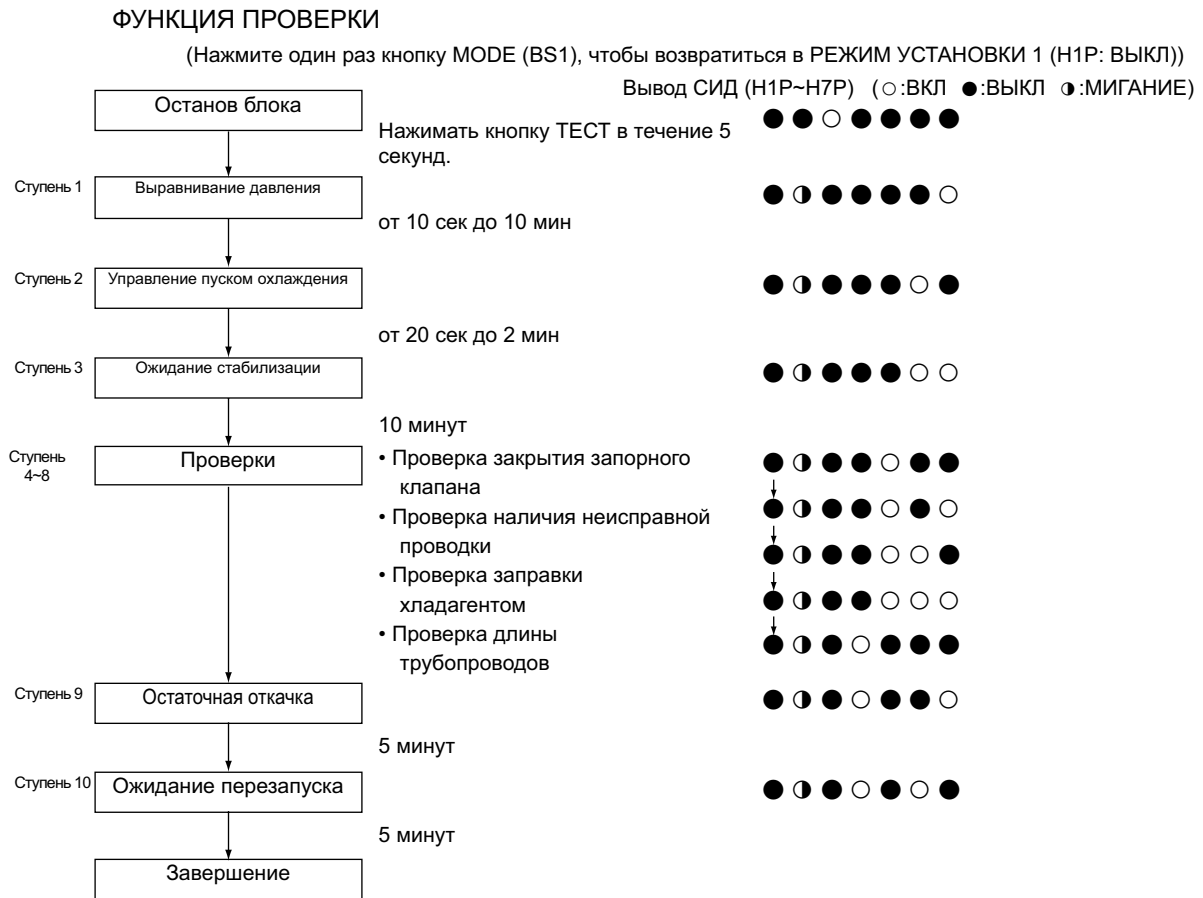 ФУНКЦИЯ ПРОВЕРКИ
(Нажмите один раз кнопку MODE (BS1), чтобы возвратиться в РЕЖИМ УСТАНОВКИ 1 (H1P: ВЫКЛ))
Вывод СИД (H1P~H7P) (○:ВКЛ ●:ВЫКЛ ◑:МИГАНИЕ)
Останов блока
Нажимать кнопку ТЕСТ в течение 5
секунд.
●●○●●●●
Ступень 1
Выравнивание давления
●◑●●●●○
от 10 сек до 10 мин
Ступень 2
Управление пуском охлаждения
●◑●●●○●
от 20 сек до 2 мин
Ступень 3
Ожидание стабилизации
●◑●●●○○
10 минут
Ступень
4~8
Проверки
• Проверка закрытия запорного
клапана
• Проверка наличия неисправной
проводки
• Проверка заправки
хладагентом
• Проверка длины
трубопроводов
●◑●●○●●
●◑●●○●○
●◑●●○○●
●◑●●○○○
●◑●○●●●
Ступень 9
Остаточная откачка
●◑●○●●○
5 минут
Ступень 10
Ожидание перезапуска
●◑●○●○●
5 минут
Завершение